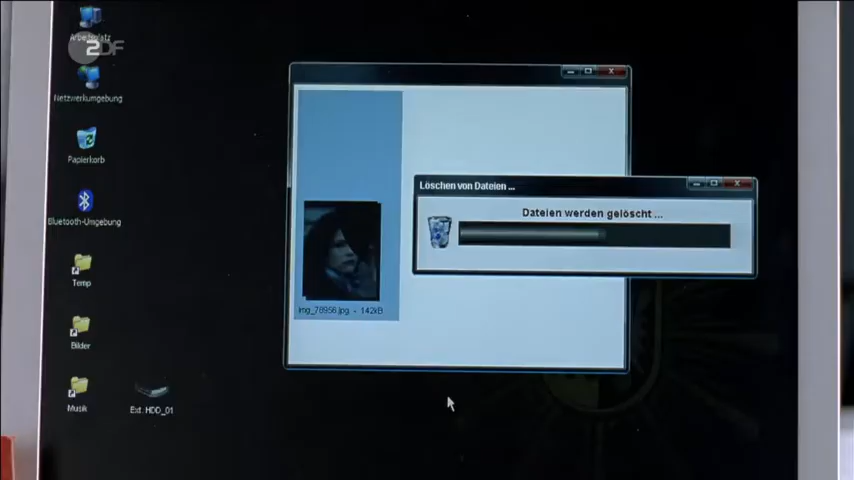 Arbeitsplatz
2DF
Netzwerkumgebung
Papierkorb
Bluetooth-Umgebung
Temp
Bilder
Musik
Ext. HDD_01
img_78956.jpg. - 142kB
Löschen von Dateien ...
Dateien werden gelöscht ...